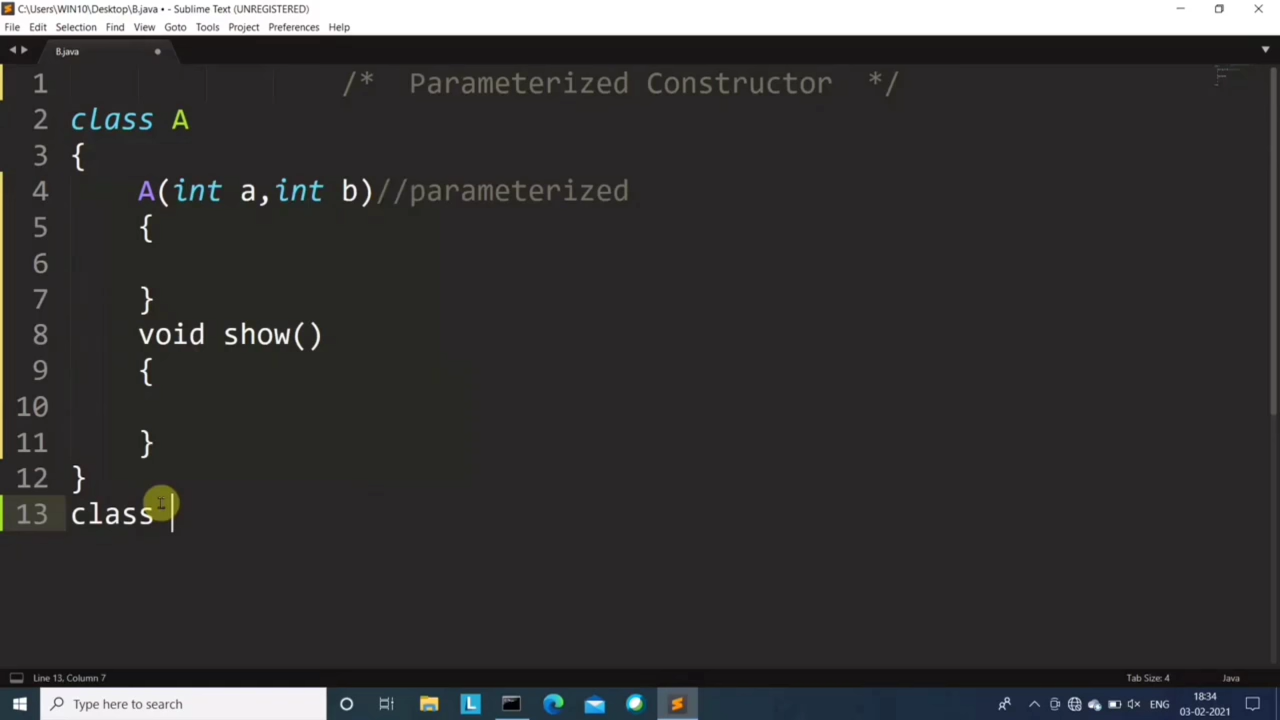 C:\Users\WIN10\Desktop\B.java • - Sublime Text (UNREGISTERED)
File Edit Selection Find View Goto Tools Project Preferences Help
B.java
1 /* Parameterized Constructor */
2 class A
3 {
4 A(int a,int b)//parameterized
5 {
6
7 }
8 void show()
9 {
10
11 }
12 }
13 class
Line 13, Column 7 Tab Size: 4 Java
Type here to search L ENG 18:34
03-02-2021